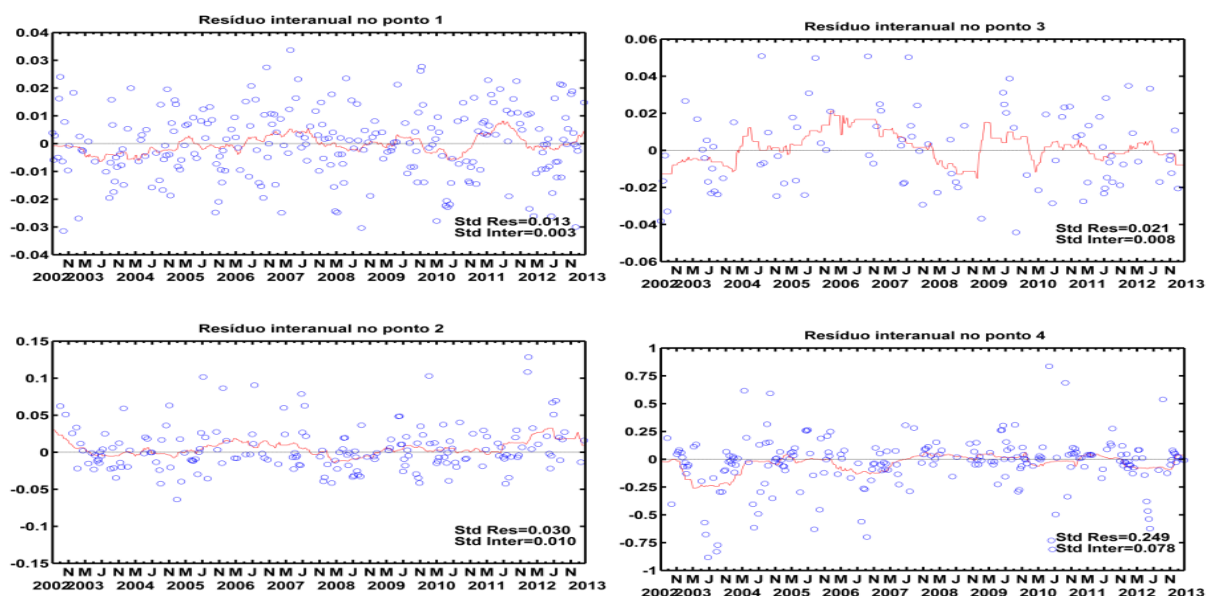 Resíduo interanual no ponto 1
0.04
0.03
0.02
0.01
0
-0.01
-0.02
-0.03
-0.04
Std Res=0.013
Std Inter=0.003
N M J N M J N M J N M J N M J N M J N M J N M J N M J N M J N
2002 2003 2004 2005 2006 2007 2008 2009 2010 2011 2012 2013
Resíduo interanual no ponto 3
0.06
0.04
0.02
0
-0.02
-0.04
-0.06
Std Res=0.021
Std Inter=0.008
N M J N M J N M J N M J N M J N M J N M J N M J N M J N M J N
2002 2003 2004 2005 2006 2007 2008 2009 2010 2011 2012 2013
Resíduo interanual no ponto 2
0.15
0.1
0.05
0
-0.05
-0.1
-0.15
Std Res=0.030
Std Inter=0.010
N M J N M J N M J N M J N M J N M J N M J N M J N M J N M J N
2002 2003 2004 2005 2006 2007 2008 2009 2010 2011 2012 2013
Resíduo interanual no ponto 4
1
0.75
0.5
0.25
0
-0.25
-0.5
-0.75
-1
Std Res=0.249
Std Inter=0.078
N M J N M J N M J N M J N M J N M J N M J N M J N M J N M J N
2002 2003 2004 2005 2006 2007 2008 2009 2010 2011 2012 2013